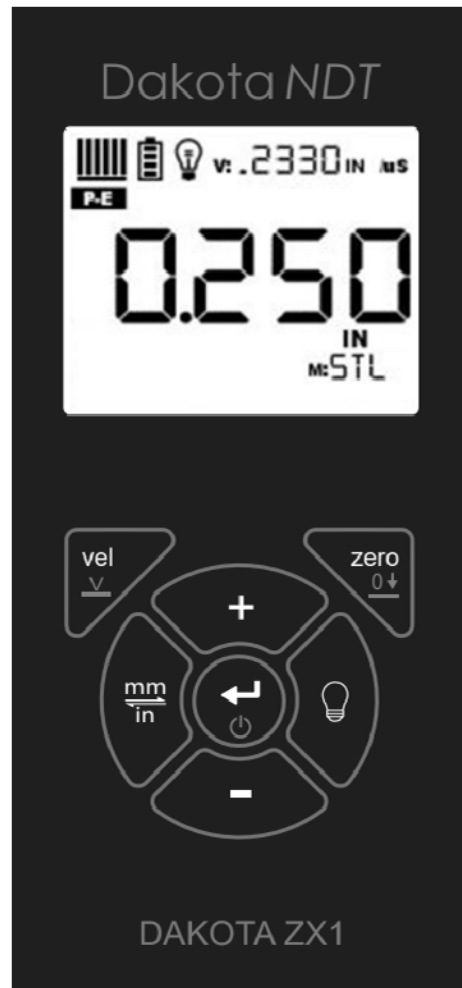 Dakota NDT
V: .2330 IN /uS
P-E
0.250
IN
M:STL
vel
V
zero
0
+
mm
in
-
DAKOTA ZX1